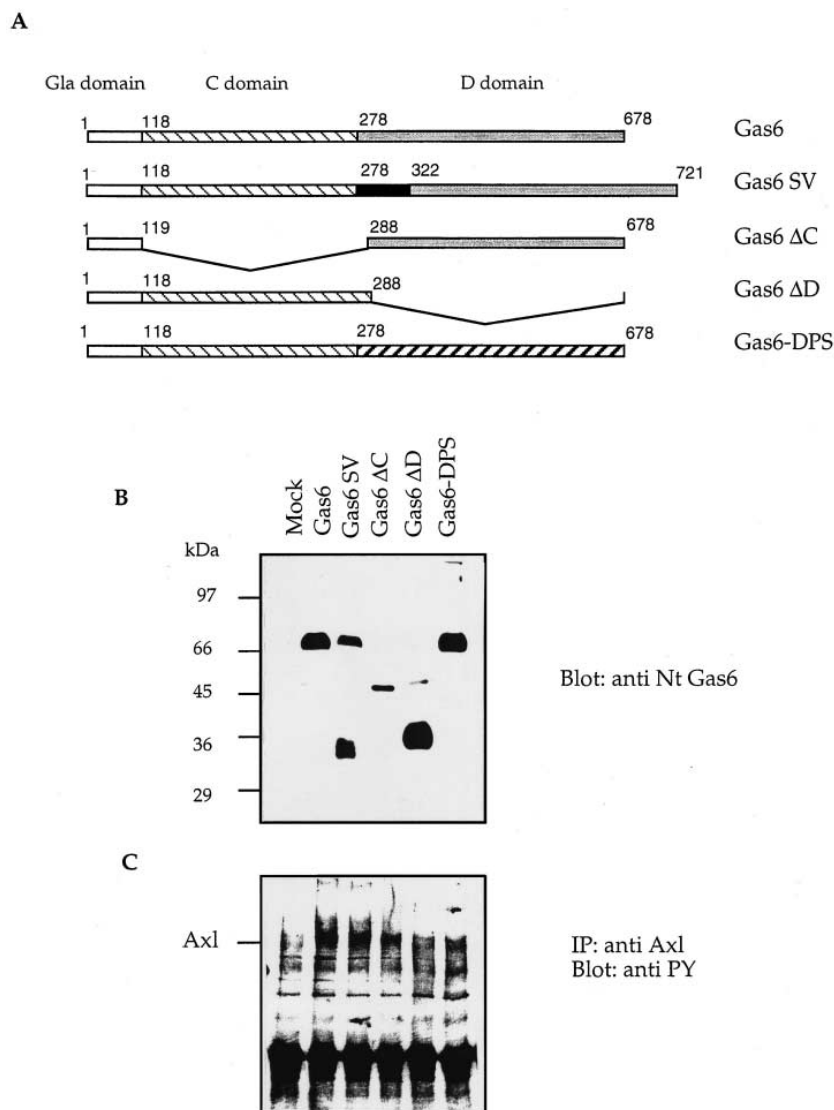 A
Gla domain C domain D domain
1 118 278 678 Gas6
1 118 278 322 721 Gas6 SV
1 119 288 678 Gas6 ΔC
1 118 288 Gas6 ΔD
1 118 278 678 Gas6-DPS
B
Mock Gas6 Gas6 SV Gas6 ΔC Gas6 ΔD Gas6-DPS
kDa
97
66
45
36
29
Blot: anti Nt Gas6
C
Axl
IP: anti Axl
Blot: anti PY